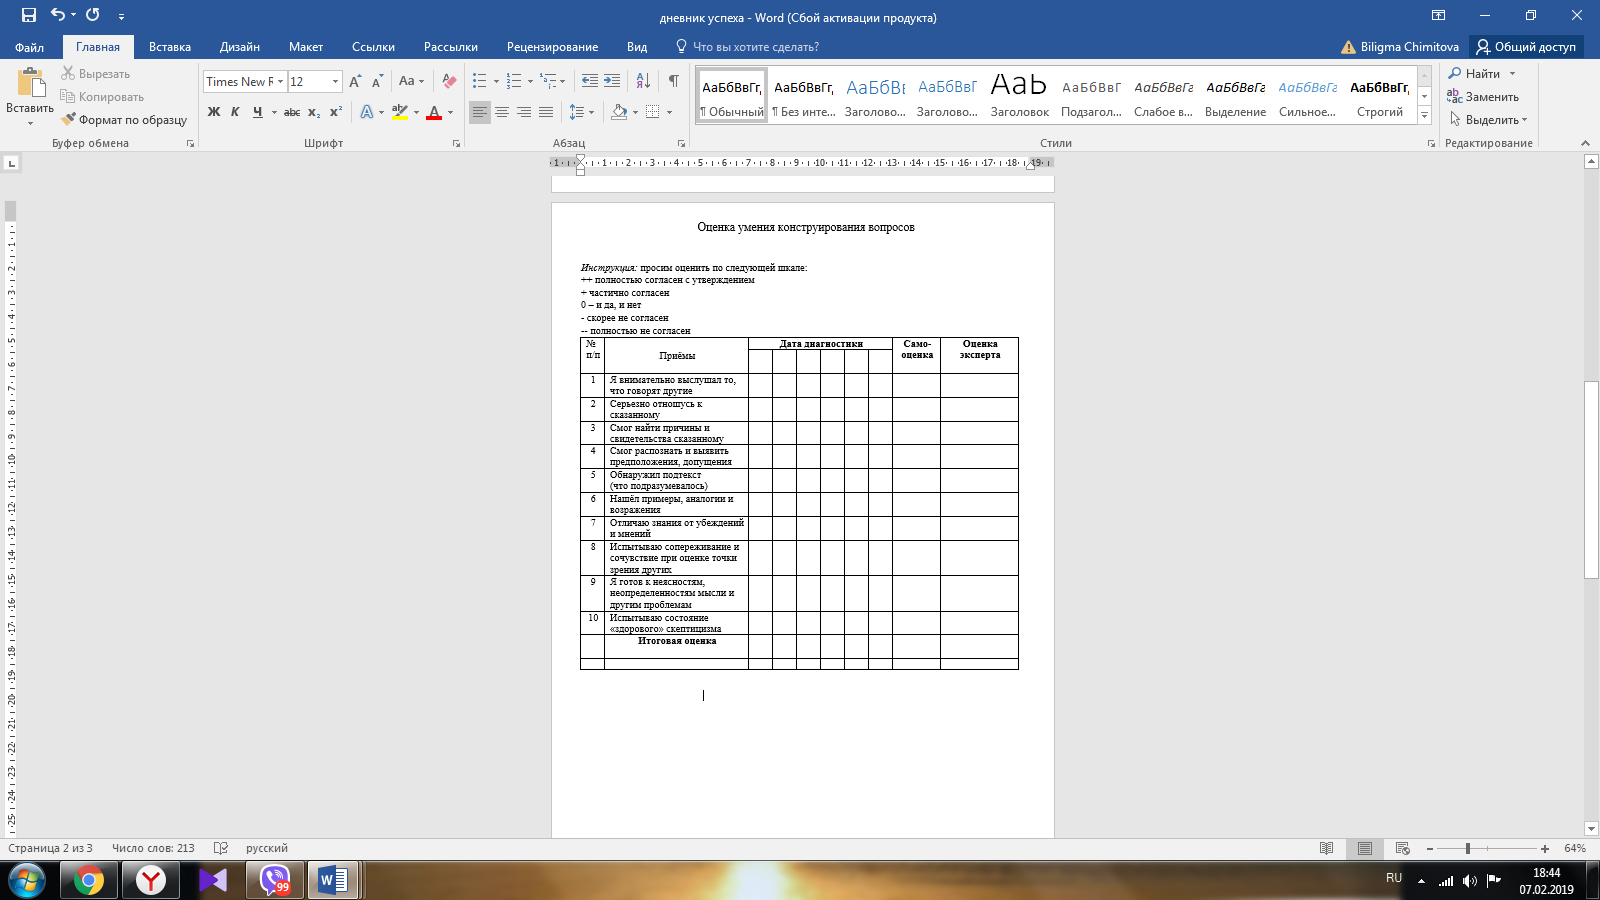 дневник успеха - Word (Сбой активации продукта)
Файл Главная Вставка Дизайн Макет Ссылки Рассылки Рецензирование Вид Что вы хотите сделать? Biligma Chimitova Общий доступ
Вставить
Вырезать
Копировать
Формат по образцу
Буфер обмена
Times New R 12
Шрифт
Абзац
АаБбВвГг, АаБбВвГг, АаБбВв АаБбВвГ АаЬ АаБбВвГ АаБбВвГг АаБбВвГг АаБбВвГг АаБбВвГг,
¶ Обычный ¶ Без инте... Заголово... Заголово... Заголовок Подзагол... Слабое в... Выделение Сильное... Строгий
Стили
Найти
Заменить
Выделить
Редактирование
Оценка умения конструирования вопросов
Инструкция: просим оценить по следующей шкале:
++ полностью согласен с утверждением
+ частично согласен
0 – и да, и нет
- скорее не согласен
-- полностью не согласен
№ п/п Приёмы Дата диагностики Само-оценка Оценка эксперта
1 Я внимательно выслушал то,
что говорят другие
2 Серьезно отношусь к
сказанному
3 Смог найти причины и
свидетельства сказанному
4 Смог распознать и выявить
предположения, допущения
5 Обнаружил подтекст
(что подразумевалось)
6 Нашёл примеры, аналогии и
возражения
7 Отличаю знания от убеждений
и мнений
8 Испытываю сопереживание и
сочувствие при оценке точки
зрения других
9 Я готов к неясностям,
неопределенностям мысли и
другим проблемам
10 Испытываю состояние
«здорового» скептицизма
Итоговая оценка
Страница 2 из 3 Число слов: 213 русский 64%
99
RU 18:44
07.02.2019